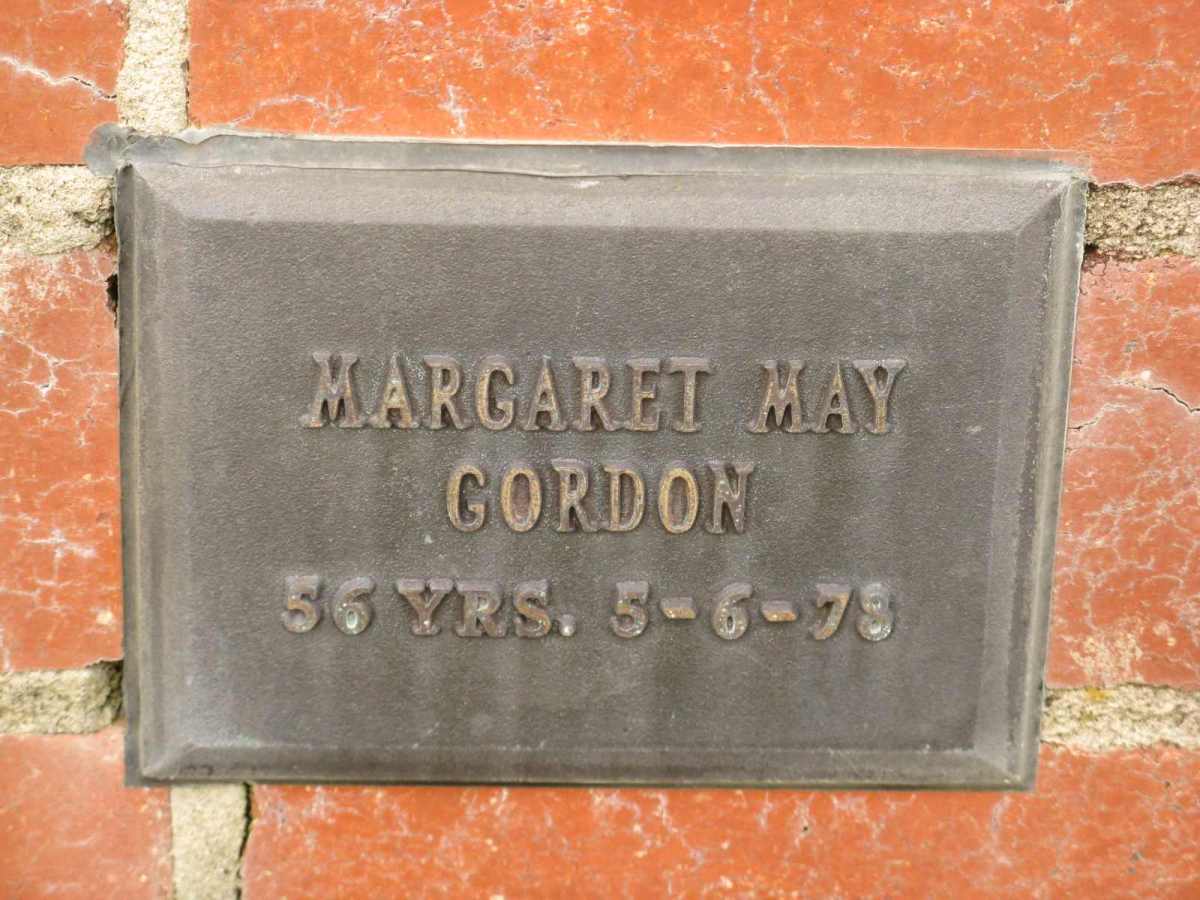 MARGARET MAY
GORDON
56 YRS. 5-6-78